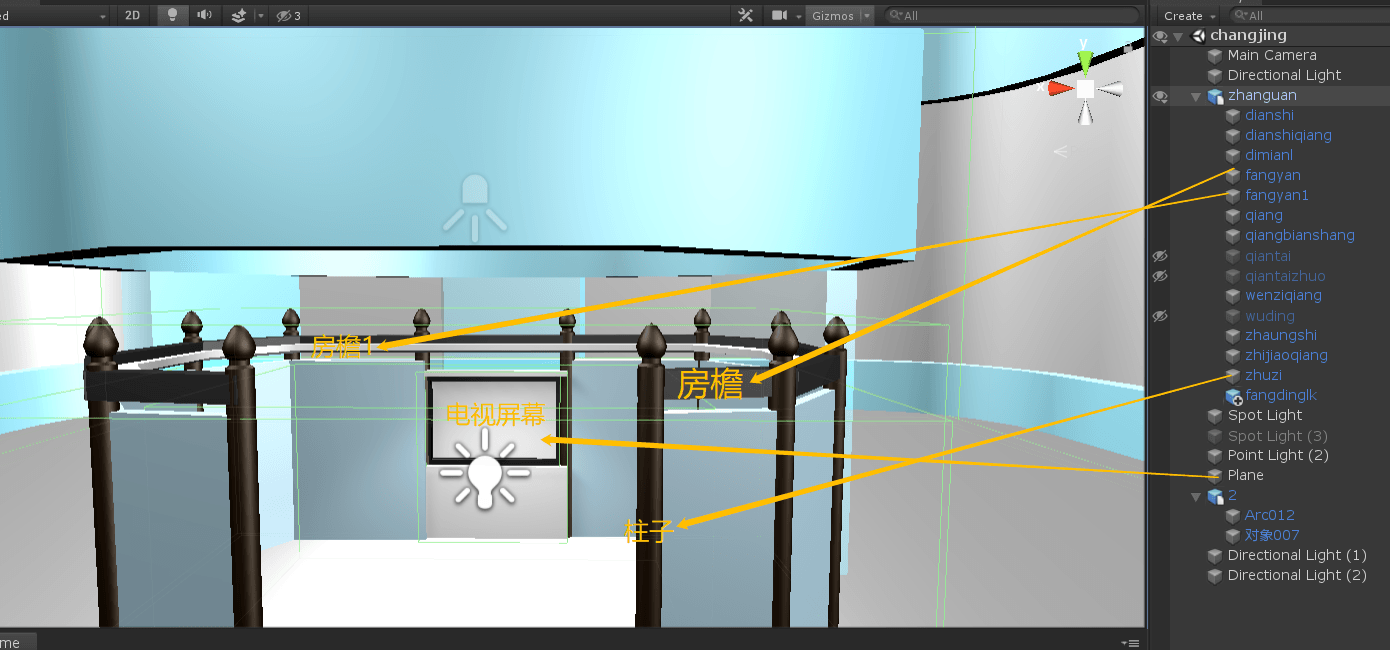 ed
2D
3
Gizmos
All
Create
All
changjing
Main Camera
Directional Light
zhanguan
dianshi
dianshiqiang
dimianl
fangyan
fangyan1
qiang
qiangbianshang
qiantai
qiantaizhuo
wenziqiang
wuding
zhaungshi
zhijiaoqiang
zhuzi
fangdinglk
Spot Light
Spot Light (3)
Point Light (2)
Plane
2
Arc012
对象007
Directional Light (1)
Directional Light (2)
y
x
房檐1
房檐
电视屏幕
柱子
me